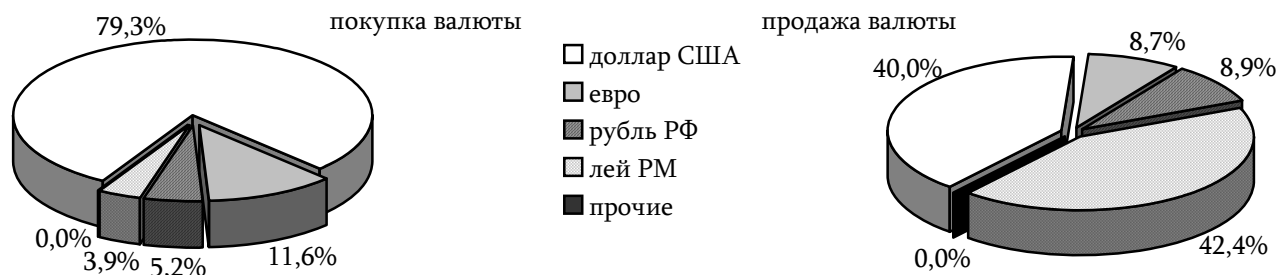 покупка валюты
79,3%
0,0%
3,9%
5,2%
11,6%
доллар США
евро
рубль РФ
лей РМ
прочие
продажа валюты
40,0%
8,7%
8,9%
0,0%
42,4%